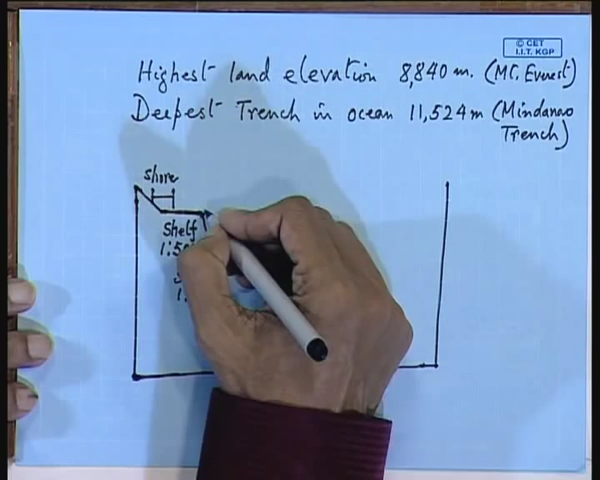 © CET
I.I.T. KGP
Highest land elevation 8,840 m. (Mt. Everest)
Deepest Trench in ocean 11,524 m (Mindanao
Trench)
shore
Shelf